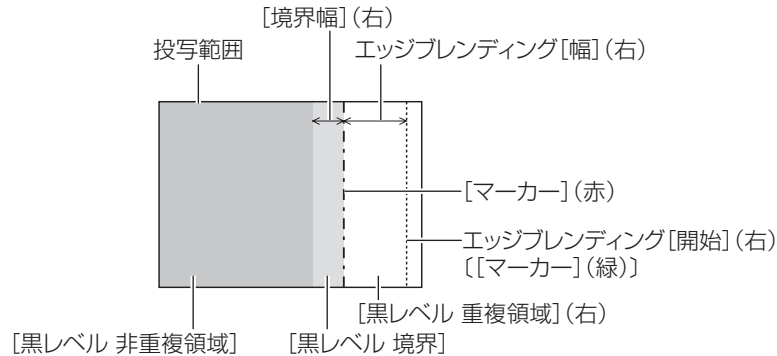 [境界幅](右)
投写範囲
エッジブレンディング[幅](右)
[マーカー](赤)
エッジブレンディング[開始](右)
〔[マーカー](緑)〕
[黒レベル 重複領域](右)
[黒レベル 非重複領域]
[黒レベル 境界]